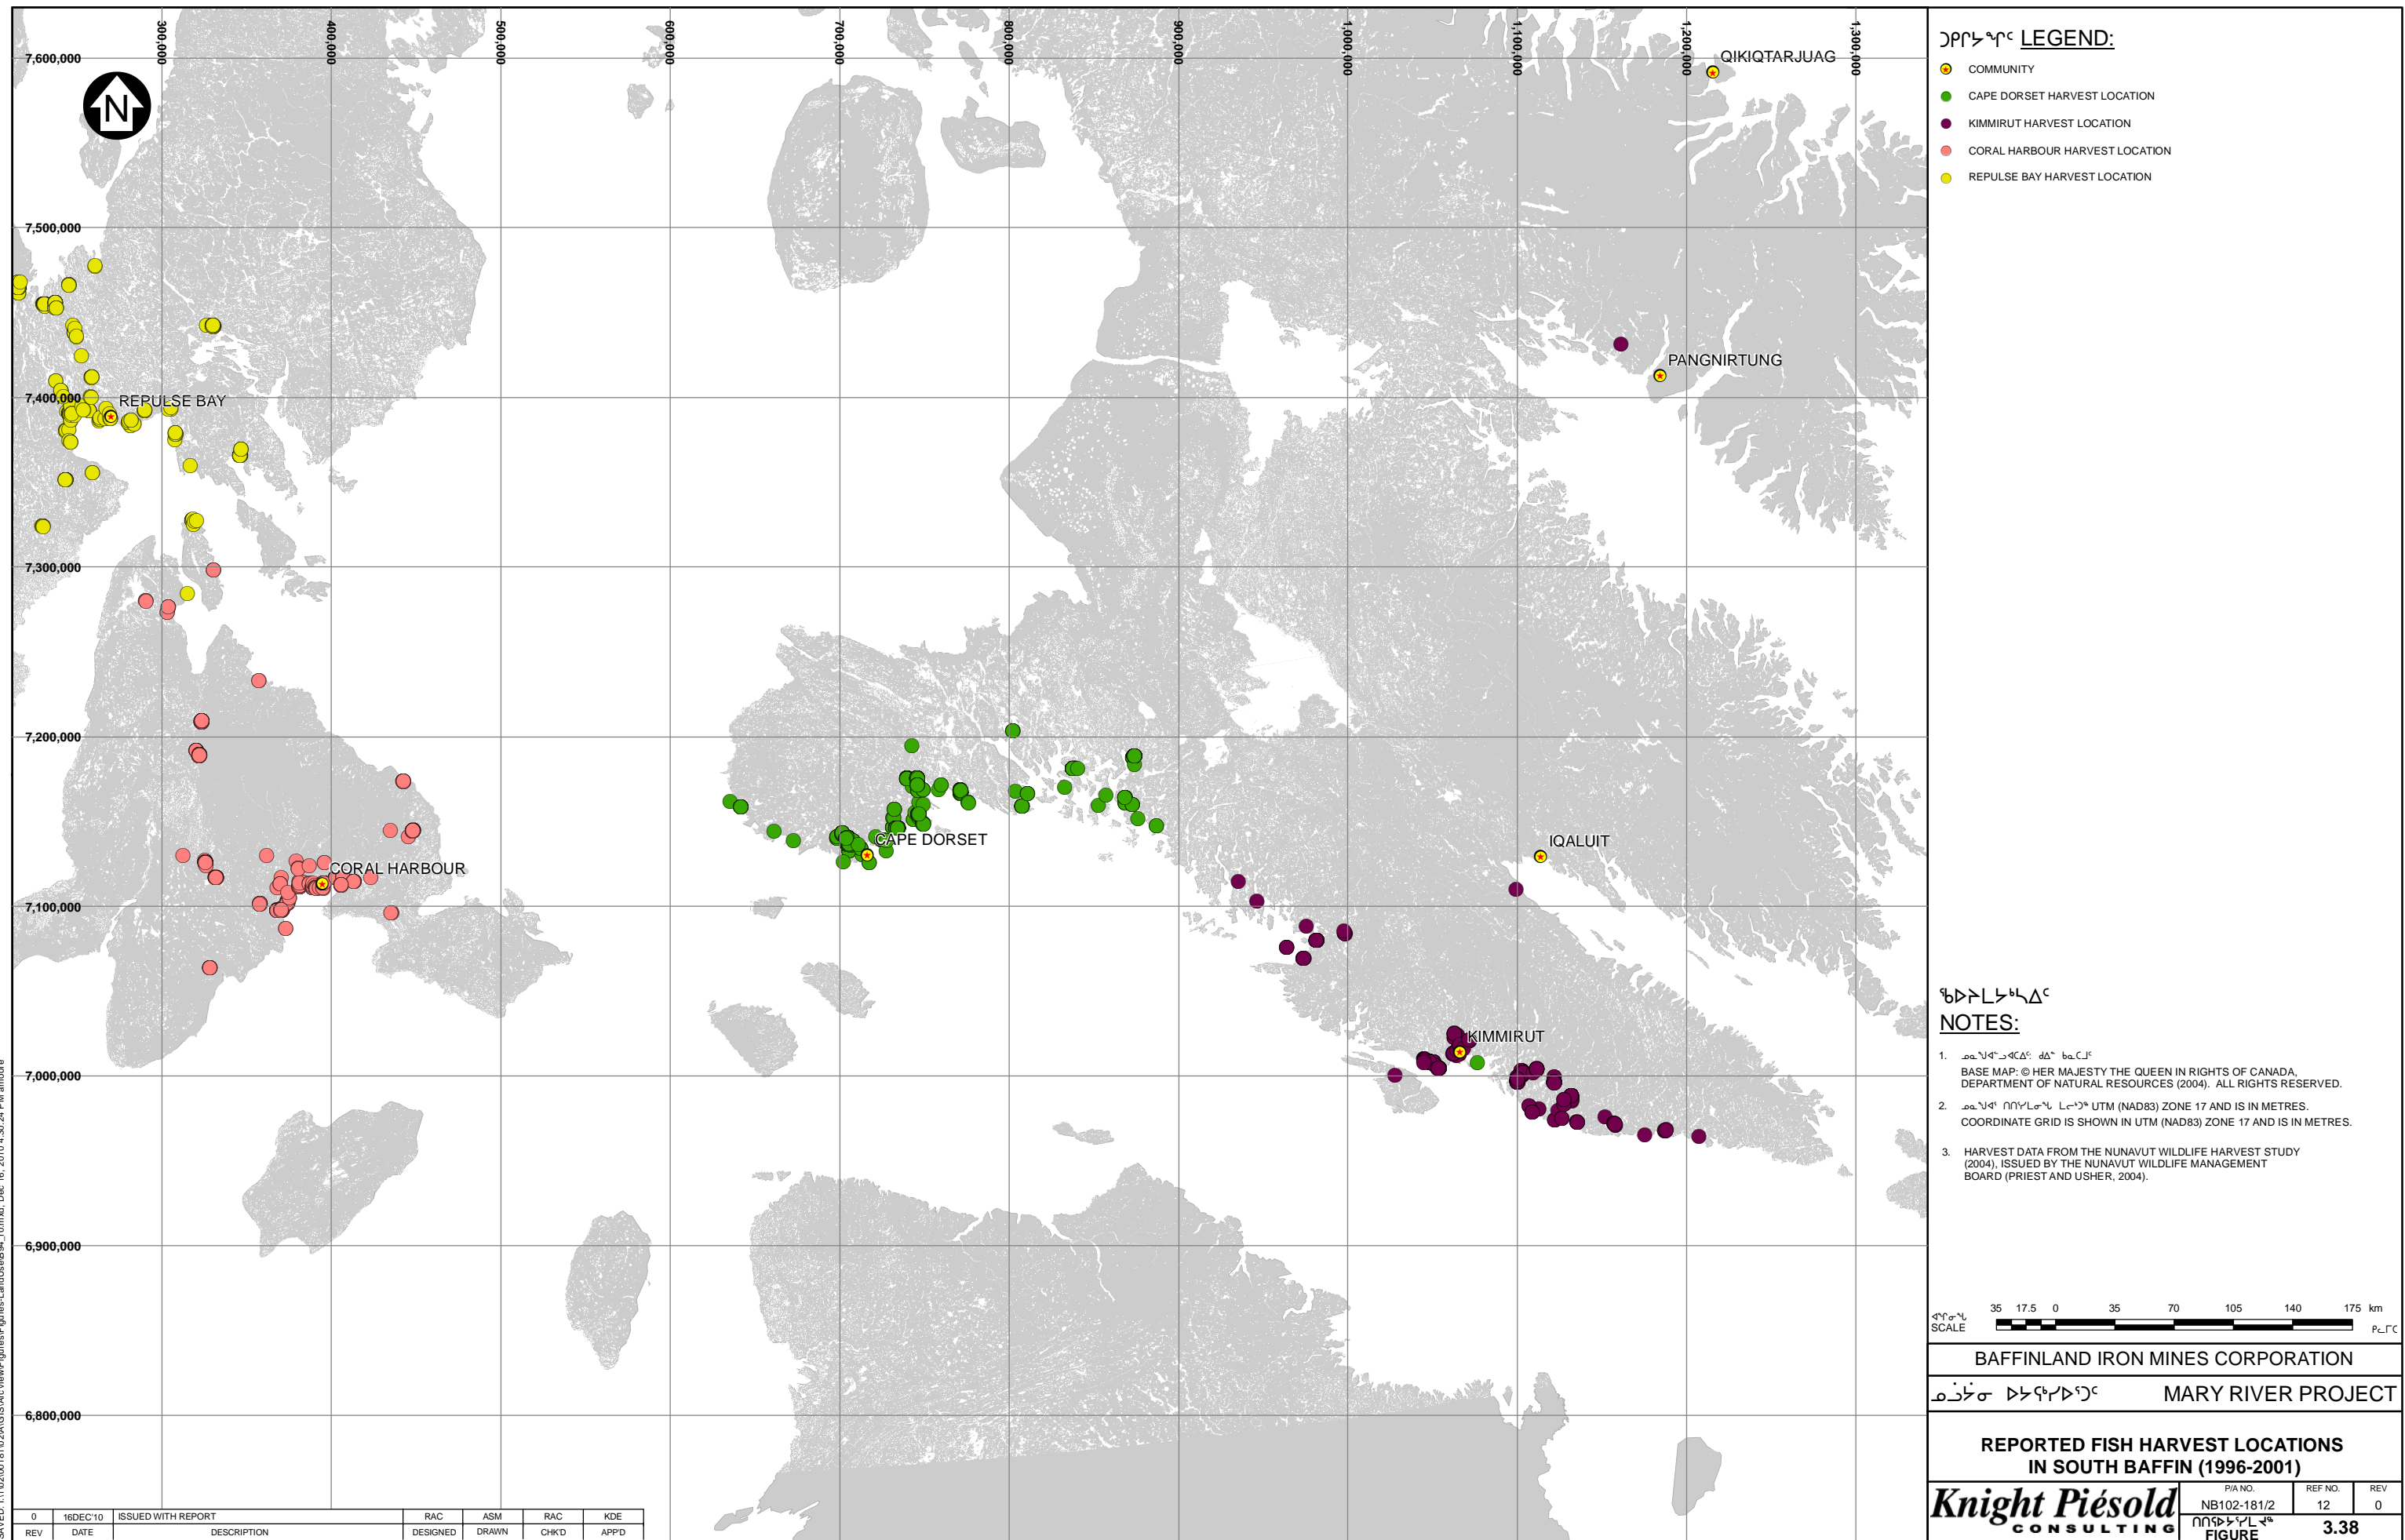 300,000
400,000
500,000
600,000
700,000
800,000
900,000
1,000,000
1,100,000
1,200,000
1,300,000
7,600,000
7,500,000
7,400,000
7,300,000
7,200,000
7,100,000
7,000,000
6,900,000
6,800,000
N
QIKIQTARJUAG
PANGNIRTUNG
REPULSE BAY
CAPE DORSET
CORAL HARBOUR
IQALUIT
KIMMIRUT
LEGEND:
COMMUNITY
CAPE DORSET HARVEST LOCATION
KIMMIRUT HARVEST LOCATION
CORAL HARBOUR HARVEST LOCATION
REPULSE BAY HARVEST LOCATION
NOTES:
1.
BASE MAP: © HER MAJESTY THE QUEEN IN RIGHTS OF CANADA,
DEPARTMENT OF NATURAL RESOURCES (2004). ALL RIGHTS RESERVED.
2. UTM (NAD83) ZONE 17 AND IS IN METRES.
COORDINATE GRID IS SHOWN IN UTM (NAD83) ZONE 17 AND IS IN METRES.
3. HARVEST DATA FROM THE NUNAVUT WILDLIFE HARVEST STUDY
(2004), ISSUED BY THE NUNAVUT WILDLIFE MANAGEMENT
BOARD (PRIEST AND USHER, 2004).
35 17.5 0 35 70 105 140 175 km
SCALE
BAFFINLAND IRON MINES CORPORATION
MARY RIVER PROJECT
REPORTED FISH HARVEST LOCATIONS
IN SOUTH BAFFIN (1996-2001)
Knight Piésold
CONSULTING
P/A NO. REF NO. REV
NB102-181/2 12 0
FIGURE 3.38
0 16DEC'10 ISSUED WITH REPORT RAC ASM RAC KDE
REV DATE DESCRIPTION DESIGNED DRAWN CHK'D APP'D